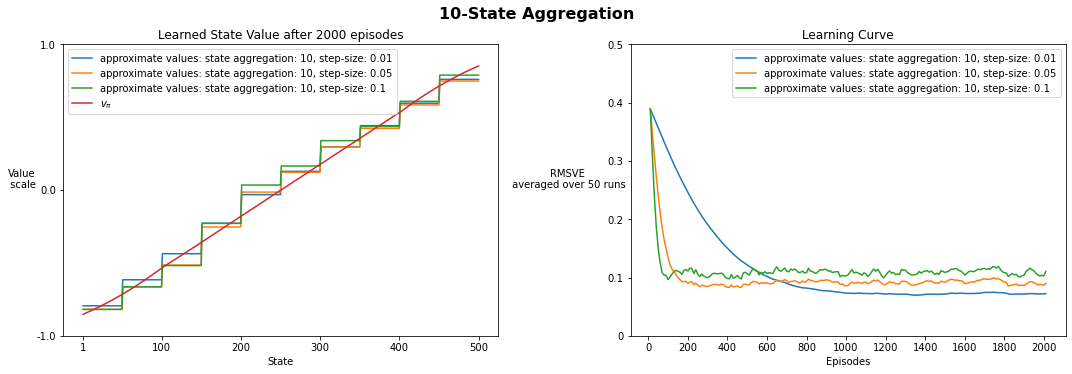 10-State Aggregation
Learned State Value after 2000 episodes
1.0
approximate values: state aggregation: 10, step-size: 0.01
approximate values: state aggregation: 10, step-size: 0.05
approximate values: state aggregation: 10, step-size: 0.1
vπ
Value
scale
0.0
-1.0
1
100
200
300
400
500
State
Learning Curve
0.5
approximate values: state aggregation: 10, step-size: 0.01
approximate values: state aggregation: 10, step-size: 0.05
approximate values: state aggregation: 10, step-size: 0.1
0.4
0.3
RMSVE
averaged over 50 runs
0.2
0.1
0
0
200
400
600
800
1000
1200
1400
1600
1800
2000
Episodes